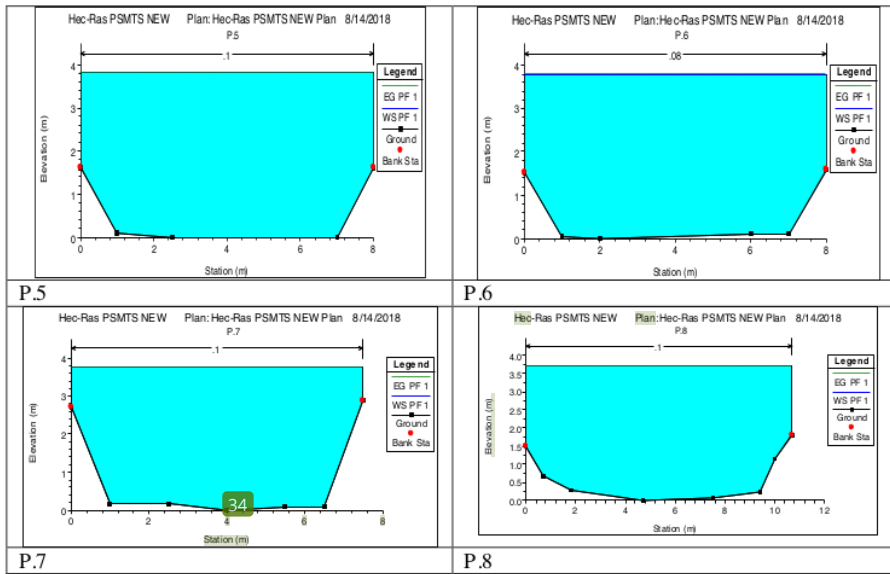 Hec-Ras PSMTS NEW Plan: Hec-Ras PSMTS NEW Plan 8/14/2018
P.5
.1
Legend
EG PF 1
WS PF 1
Ground
Bank Sta
Elevation (m)
4
3
2
1
0
0 2 4 6 8
Station (m)
P.5
Hec-Ras PSMTS NEW Plan: Hec-Ras PSMTS NEW Plan 8/14/2018
P.6
.08
Legend
EG PF 1
WS PF 1
Ground
Bank Sta
Elevation (m)
4
3
2
1
0
0 2 4 6 8
Station (m)
P.6
Hec-Ras PSMTS NEW Plan: Hec-Ras PSMTS NEW Plan 8/14/2018
P.7
.1
Legend
EG PF 1
WS PF 1
Ground
Bank Sta
Elevation (m)
4
3
2
1
0
34
0 2 4 6 8
Station (m)
P.7
Hec-Ras PSMTS NEW Plan: Hec-Ras PSMTS NEW Plan 8/14/2018
P.8
.1
Legend
EG PF 1
WS PF 1
Ground
Bank Sta
Elevation (m)
4.0
3.5
3.0
2.5
2.0
1.5
1.0
0.5
0.0
0 2 4 6 8 10 12
Station (m)
P.8